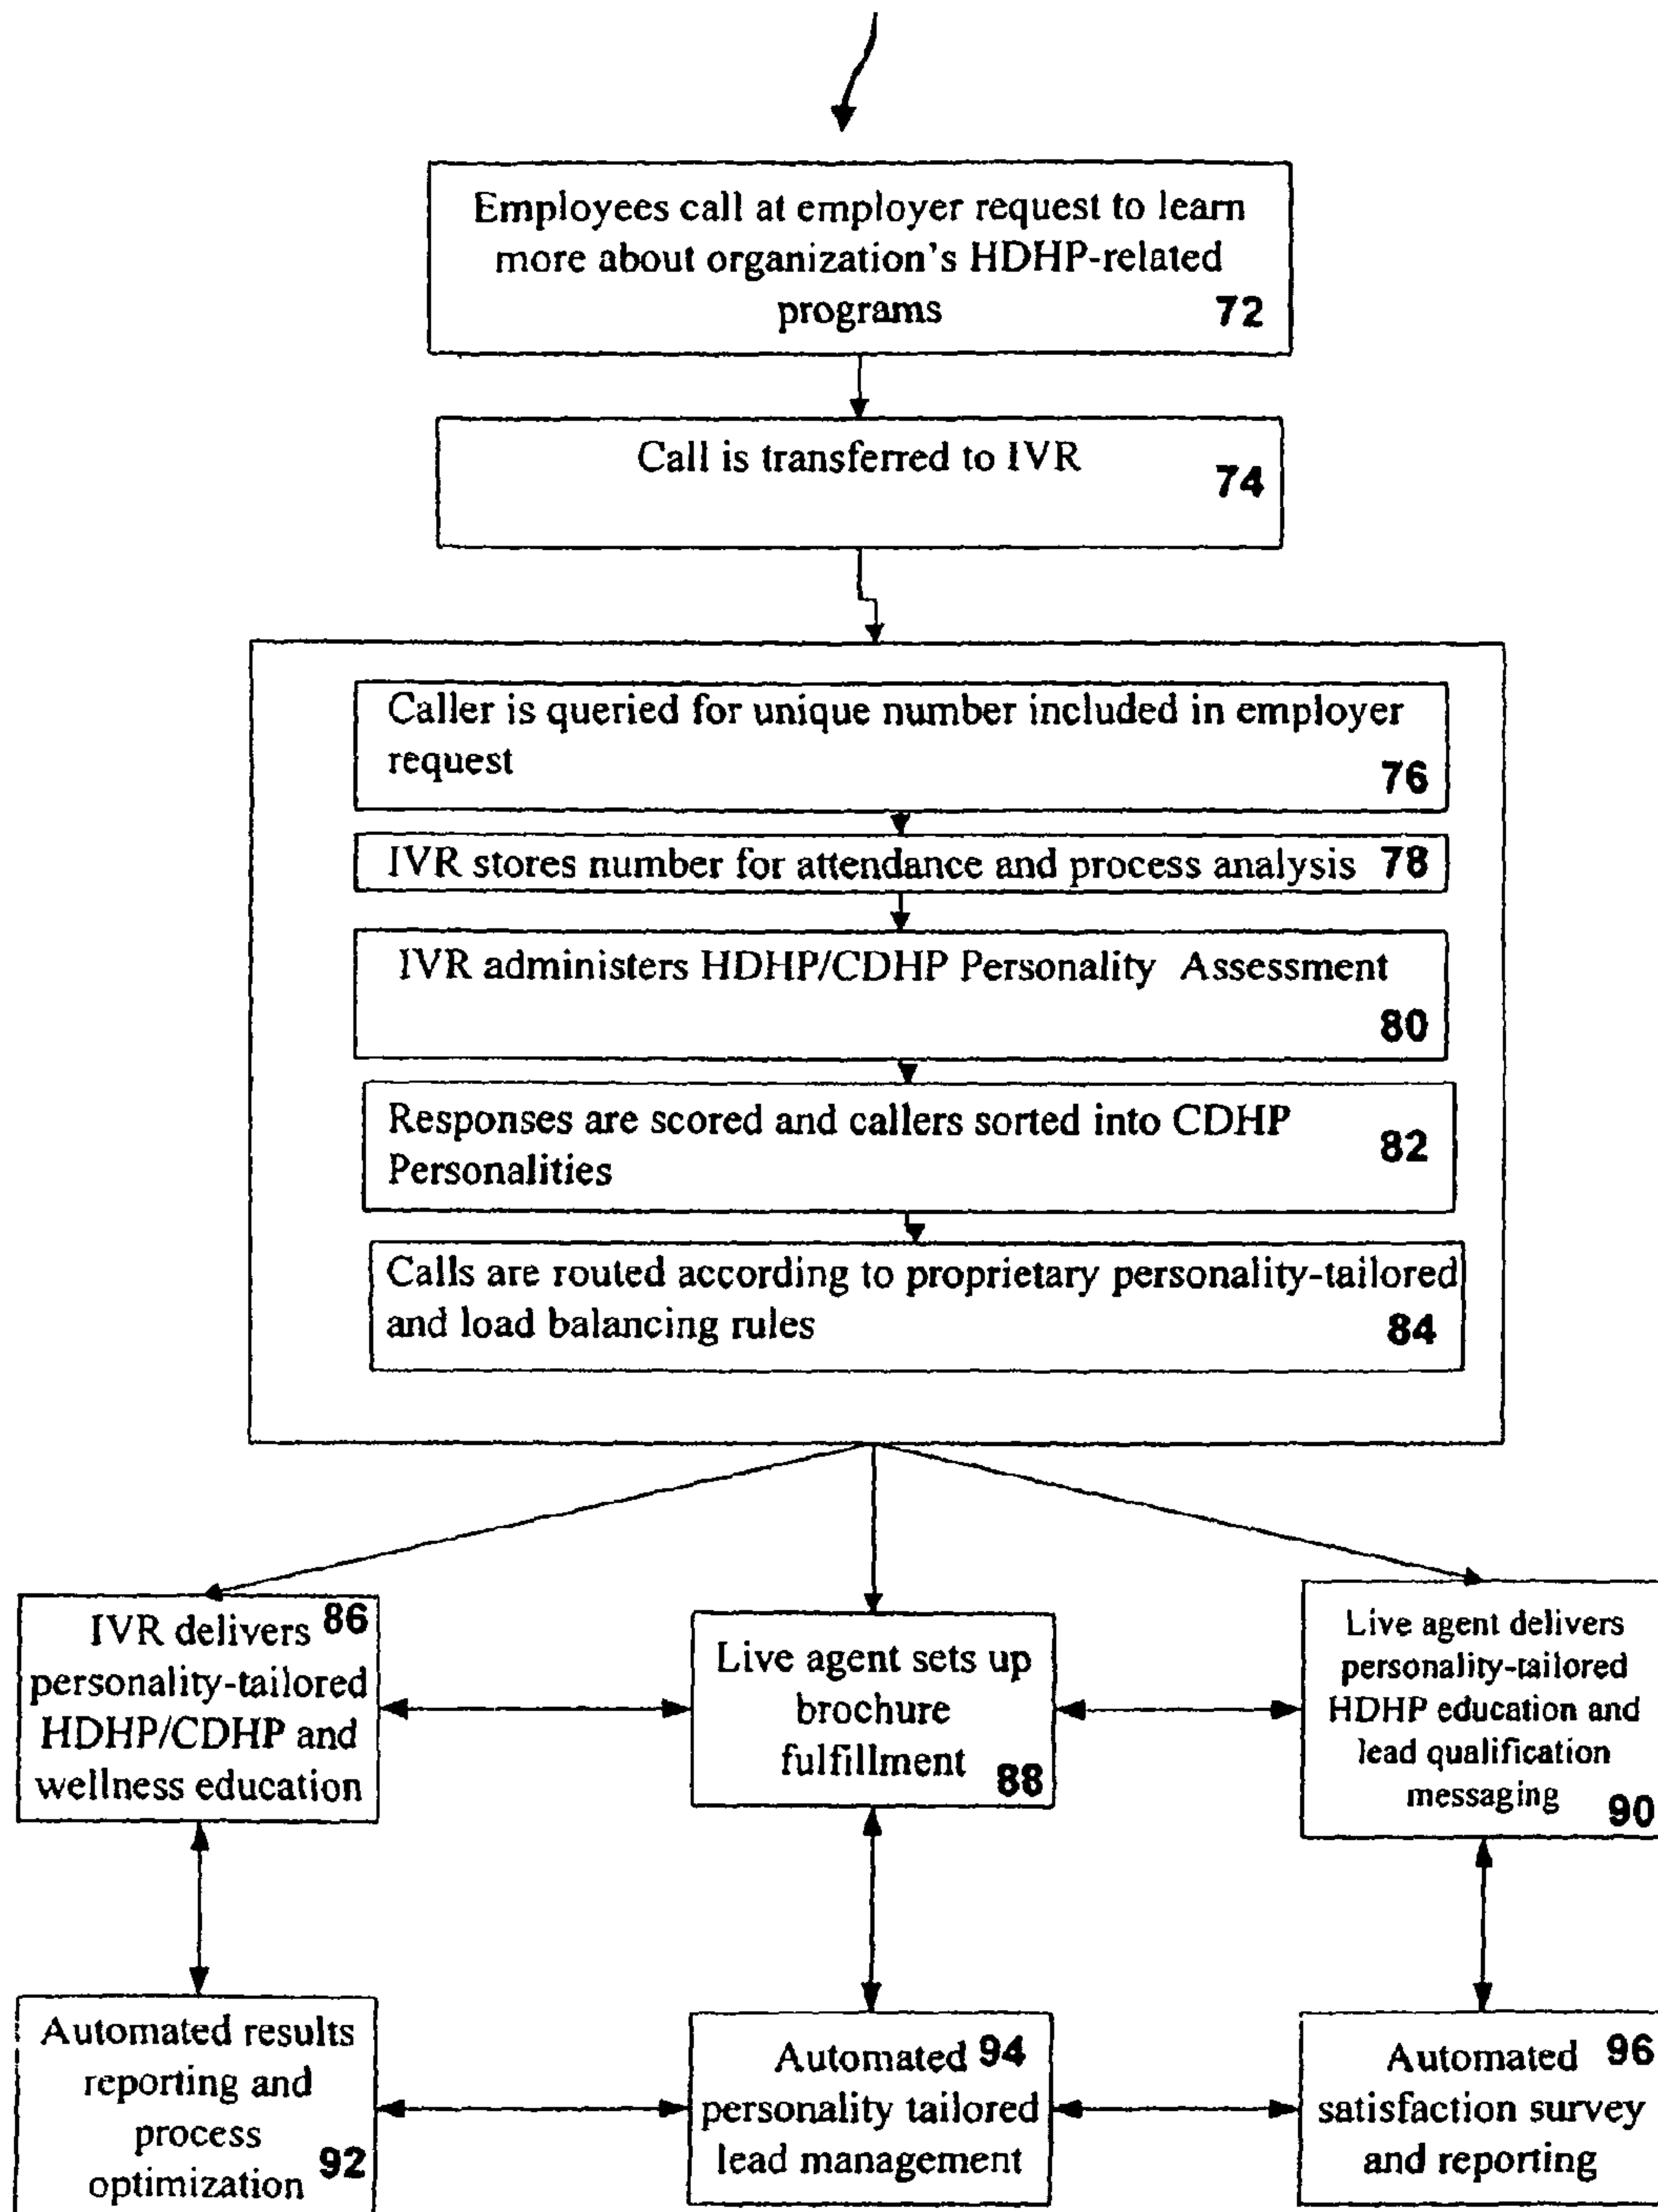 Employees call at employer request to learn
more about organization's HDHP-related
programs 72
Call is transferred to IVR
74
Caller is queried for unique number included in employer
request 76
IVR stores number for attendance and process analysis 78
IVR administers HDHP/CDHP Personality Assessment
80
Responses are scored and callers sorted into CDHP
Personalities 82
Calls are routed according to proprietary personality-tailored
and load balancing rules 84
IVR delivers 86
personality-tailored
HDHP/CDHP and
wellness education
Live agent sets up
brochure
fulfillment 88
Live agent delivers
personality-tailored
HDHP education and
lead qualification
messaging 90
Automated results
reporting and
process
optimization 92
Automated 94
personality tailored
lead management
Automated 96
satisfaction survey
and reporting